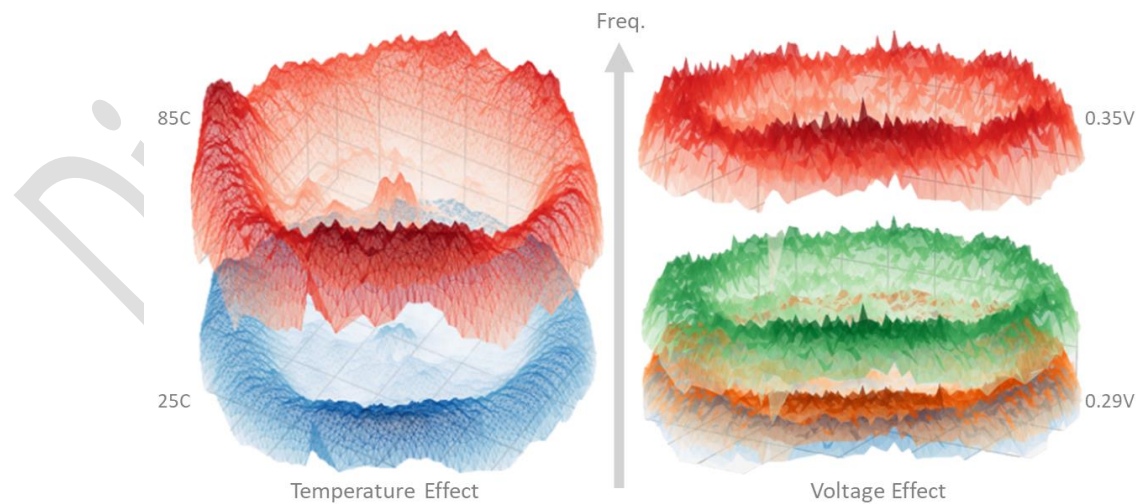 Freq.
85C
0.35V
25C
0.29V
Temperature Effect
Voltage Effect